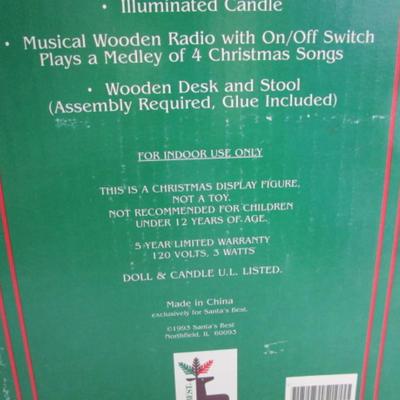 • Illuminated Candle
• Musical Wooden Radio with On/Off Switch
Plays a Medley of 4 Christmas Songs
• Wooden Desk and Stool
(Assembly Required, Glue Included)
FOR INDOOR USE ONLY
THIS IS A CHRISTMAS DISPLAY FIGURE,
NOT A TOY.
NOT RECOMMENDED FOR CHILDREN
UNDER 12 YEARS OF AGE.
5-YEAR LIMITED WARRANTY
120 VOLTS, 3 WATTS
DOLL & CANDLE U.L. LISTED.
Made in China
exclusively for Santa's Best.
©1993 Santa's Best
Northfield, IL 60093
BEST